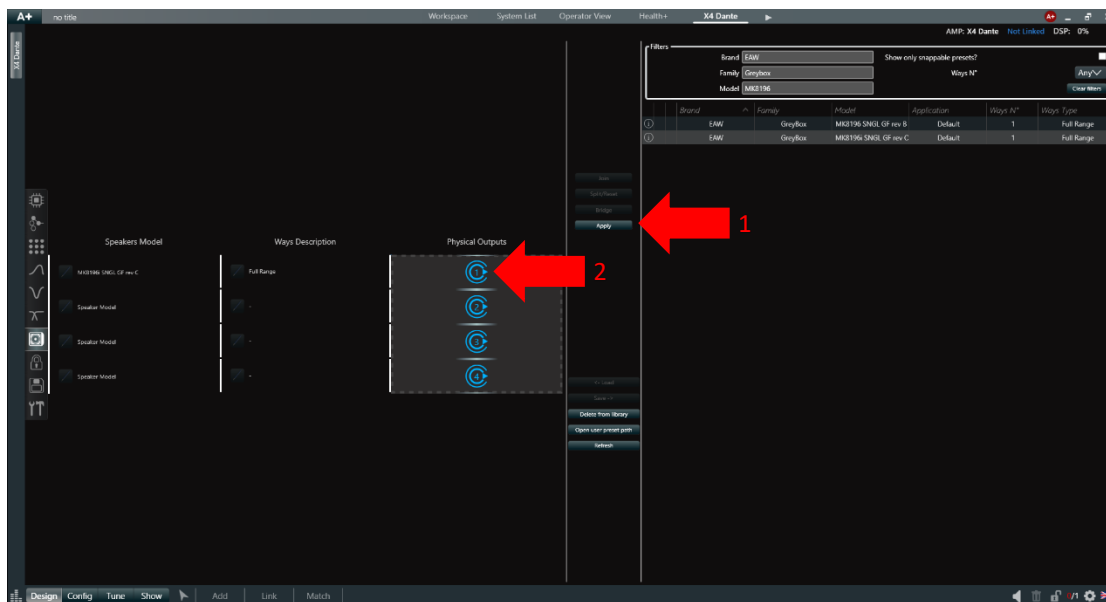 A+ no title Workspace System List Operator View Health+ X4 Dante A+
AMP: X4 Dante Not Linked DSP: 0%
X4 Dante
Filters
Brand EAW Show only snappable presets?
Family Greybox Ways N° Any
Model MK8196 Clear filters
Brand Family Model Application Ways N° Ways Type
EAW GreyBox MK8196 SNGL GF rev B Default 1 Full Range
EAW GreyBox MK8196i SNGL GF rev C Default 1 Full Range
Bridge
Apply
1
Speakers Model Ways Description Physical Outputs
MK8196i SNGL GF rev C Full Range 1
2
Speaker Model - 2
Speaker Model - 3
Speaker Model - 4
Delete from library
Open user preset path
Refresh
Design Config Tune Show Add Link Match 0/1